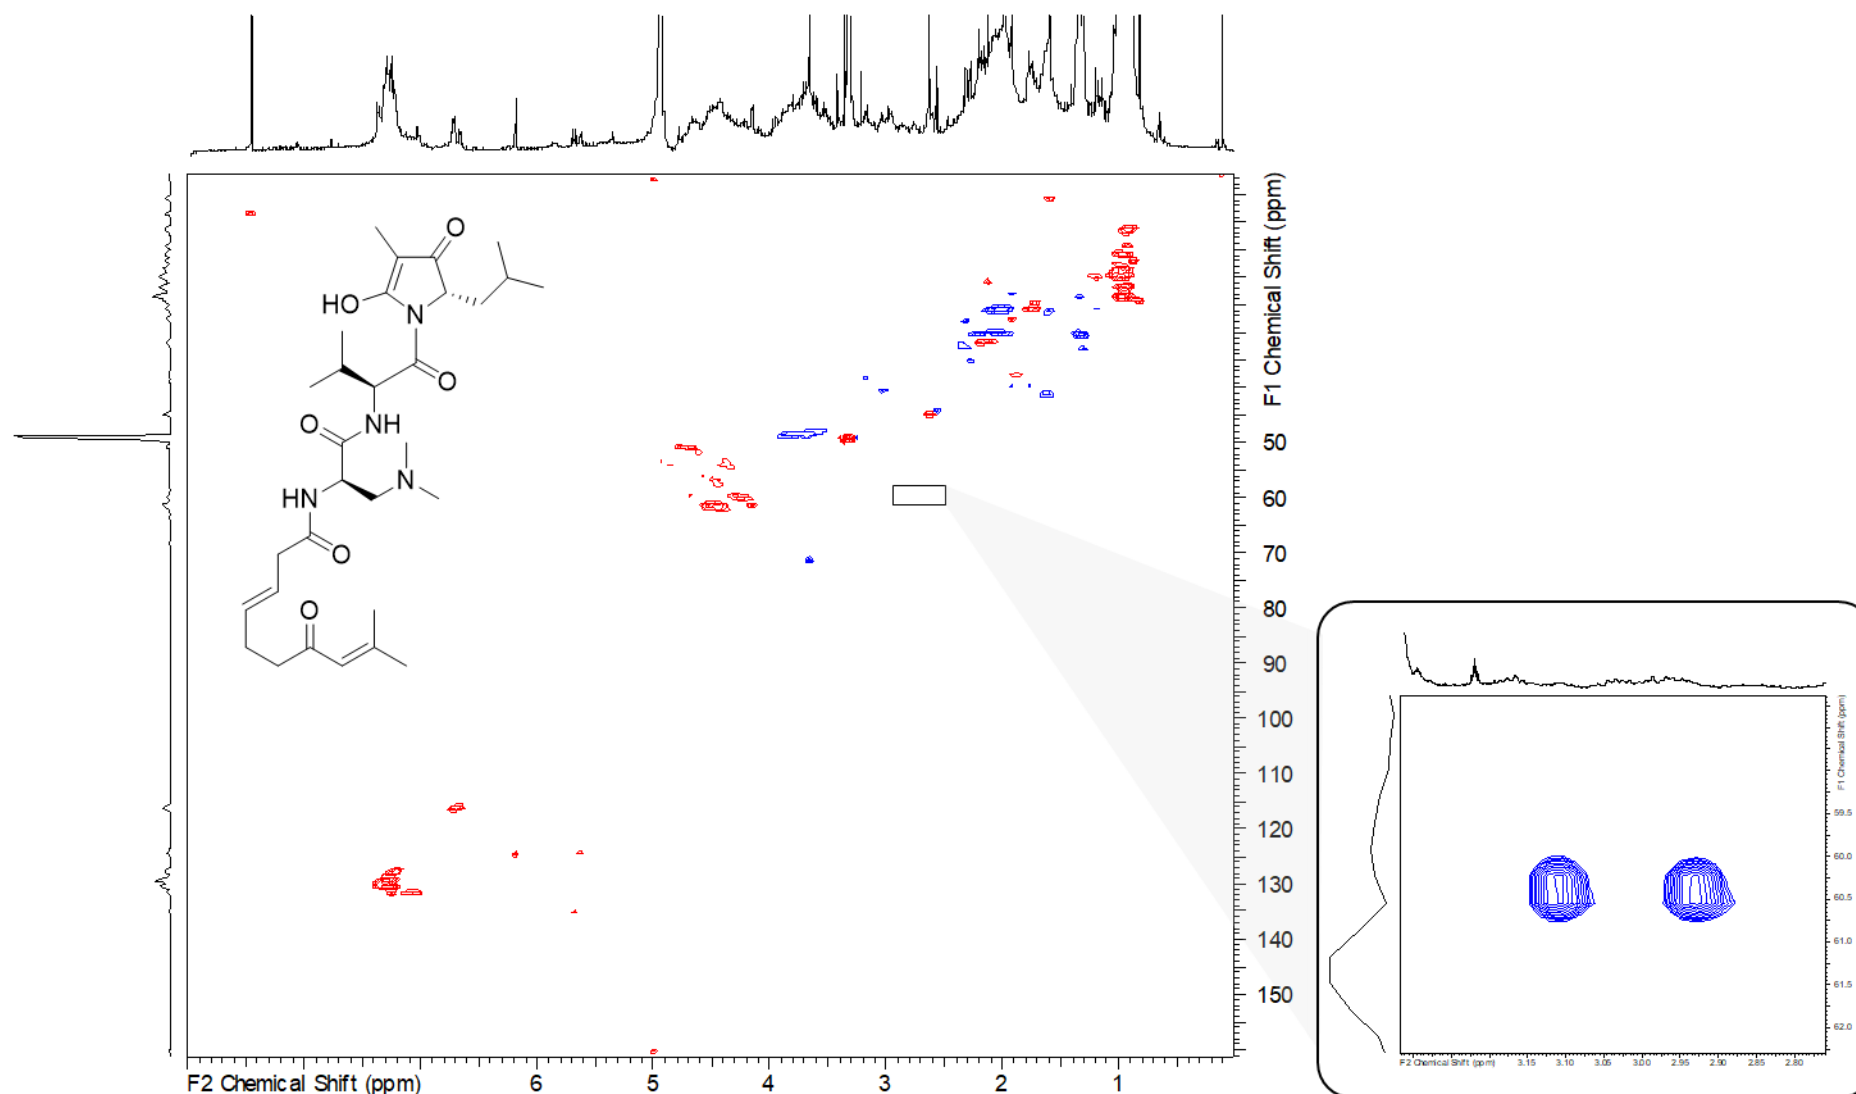 O
HO
N
O
O
NH
N
HN
O
O
F1 Chemical Shift (ppm)
50
60
70
80
90
100
110
120
130
140
150
F2 Chemical Shift (ppm)
6
5
4
3
2
1
F1 Chemical Shift (ppm)
59.5
60.0
60.5
61.0
61.5
62.0
F2 Chemical Shift (ppm)
3.15
3.10
3.05
3.00
2.95
2.90
2.85
2.80